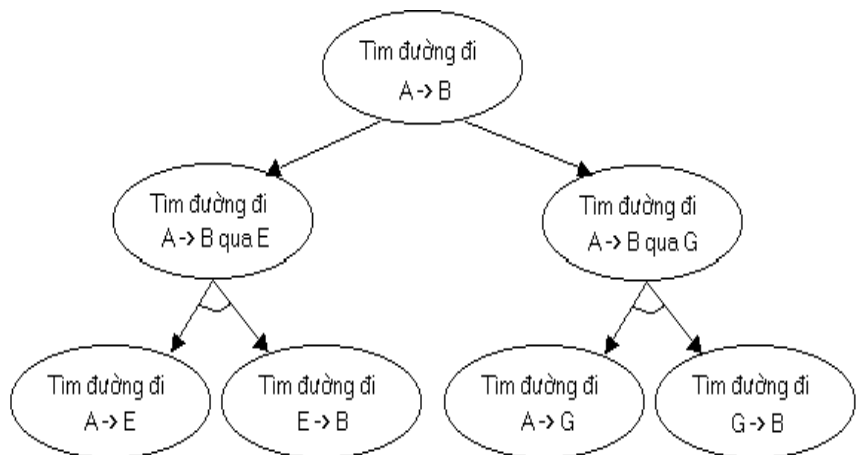 Tìm đường đi
A -> B
Tìm đường đi
A -> B qua E
Tìm đường đi
A -> B qua G
Tìm đường đi
A -> E
Tìm đường đi
E -> B
Tìm đường đi
A -> G
Tìm đường đi
G -> B